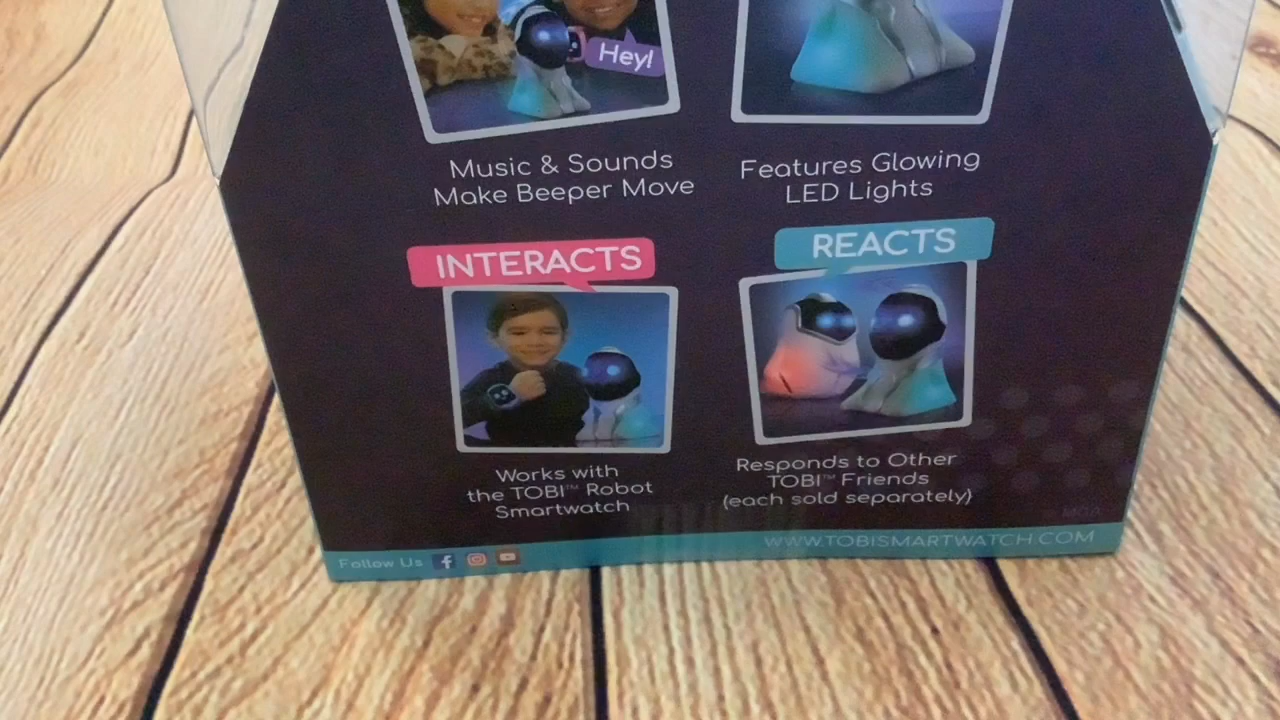 Hey!
Music & Sounds
Make Beeper Move
Features Glowing
LED Lights
INTERACTS
REACTS
Works with
the TOBI™ Robot
Smartwatch
Responds to Other
TOBI™ Friends
(each sold separately)
Follow Us
WWW.TOBISMARTWATCH.COM